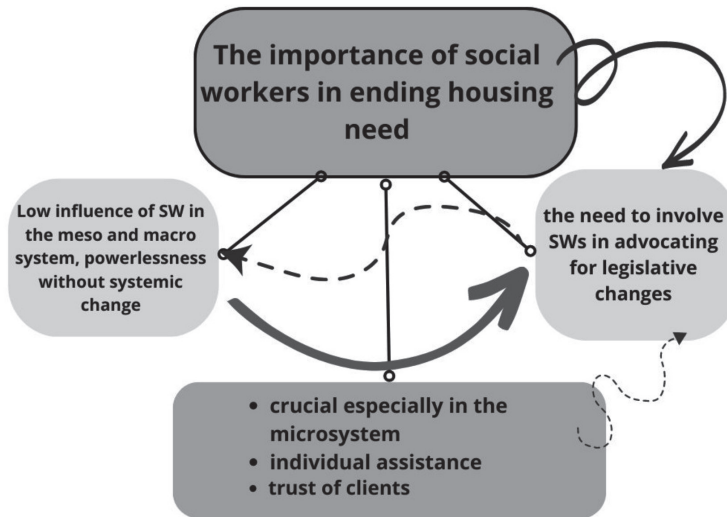 The importance of social
workers in ending housing
need
Low influence of SW in
the meso and macro
system, powerlessness
without systemic
change
the need to involve
SWs in advocating
for legislative
changes
• crucial especially in the
microsystem
• individual assistance
• trust of clients